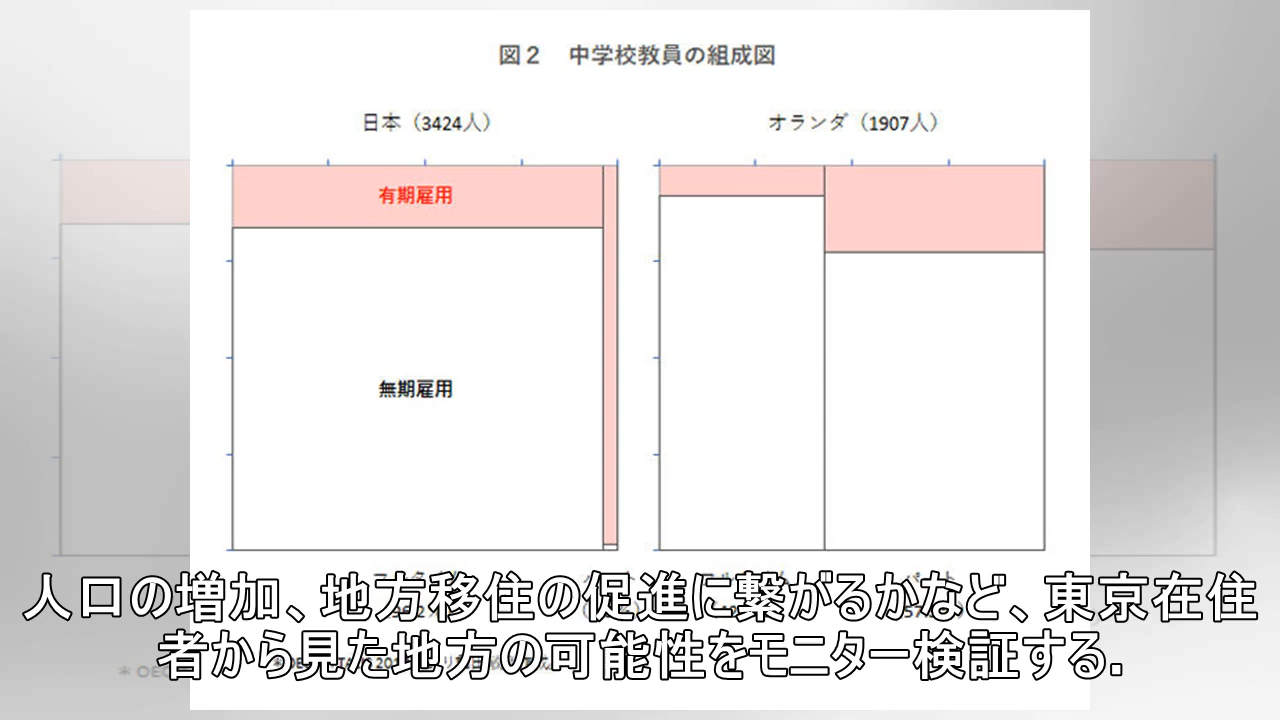 図２　中学校教員の組成図
日本（3424人）
オランダ（1907人）
有期雇用
無期雇用
人口の増加、地方移住の促進に繋がるかなど、東京在住
者から見た地方の可能性をモニター検証する.